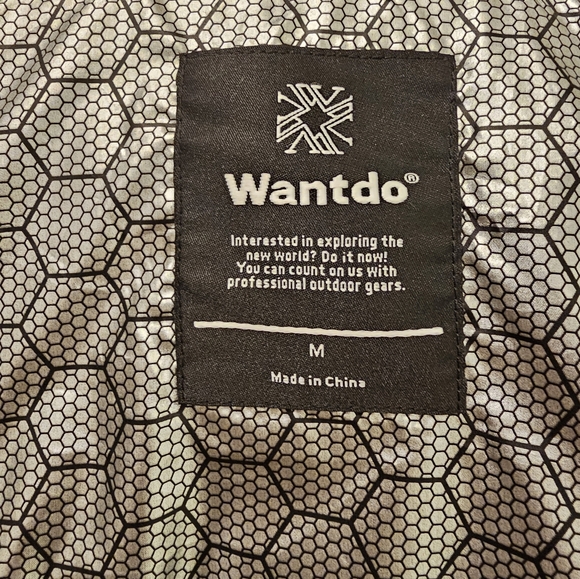 Wantdo®
Interested in exploring the
new world? Do it now!
You can count on us with
professional outdoor gears.
M
Made in China